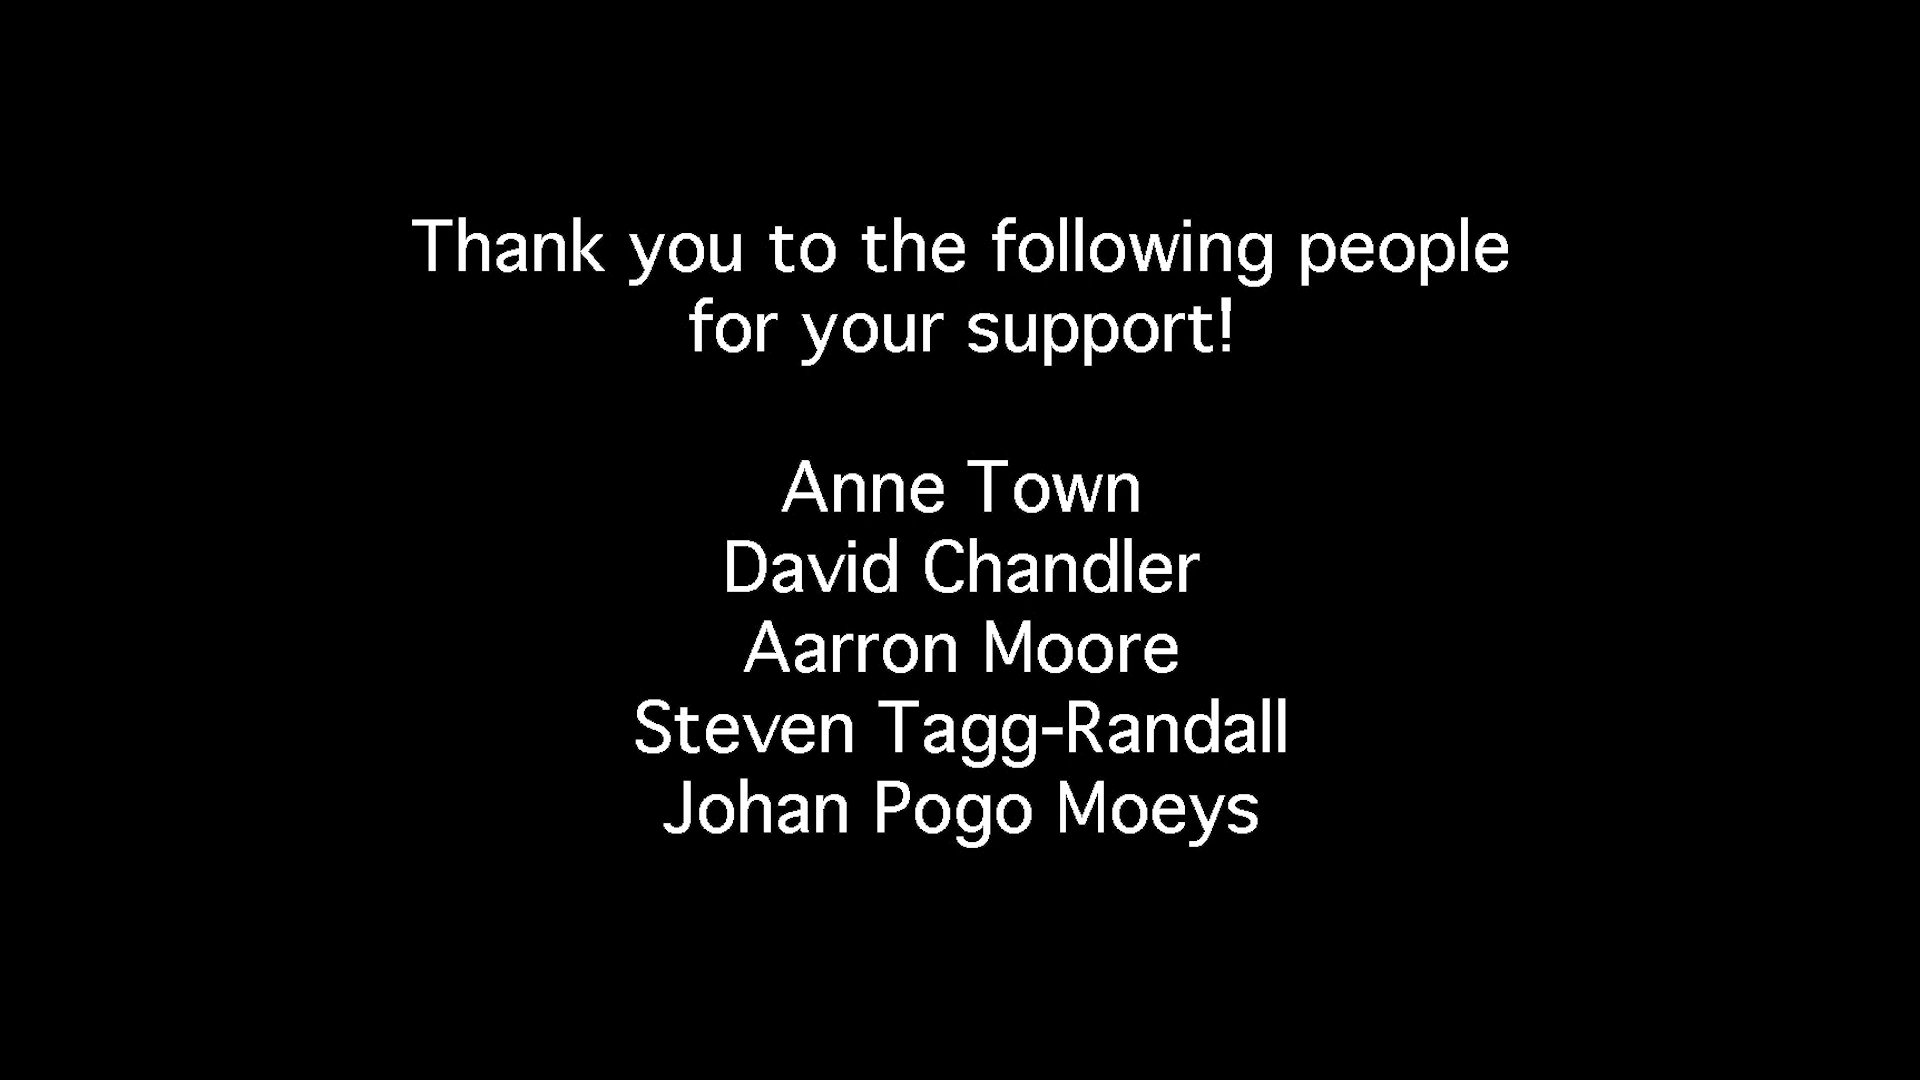 Thank you to the following people
for your support!
Anne Town
David Chandler
Aarron Moore
Steven Tagg-Randall
Johan Pogo Moeys